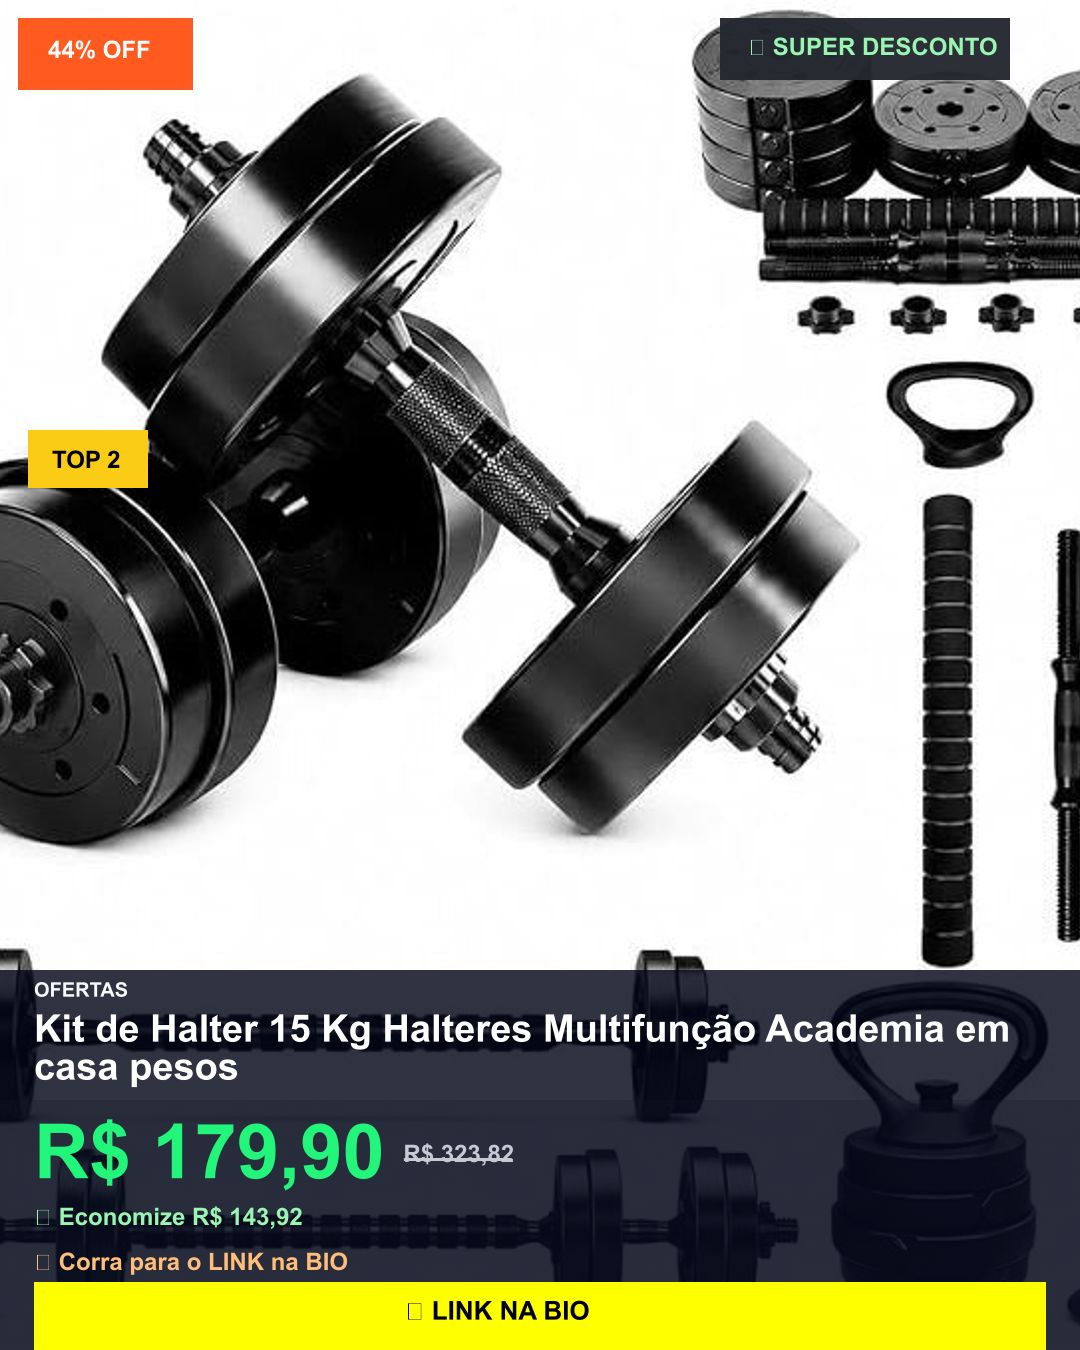 44% OFF
SUPER DESCONTO
TOP 2
OFERTAS
Kit de Halter 15 Kg Halteres Multifunção Academia em
casa pesos
R$ 179,90 R$ 323,82
Economize R$ 143,92
Corra para o LINK na BIO
LINK NA BIO